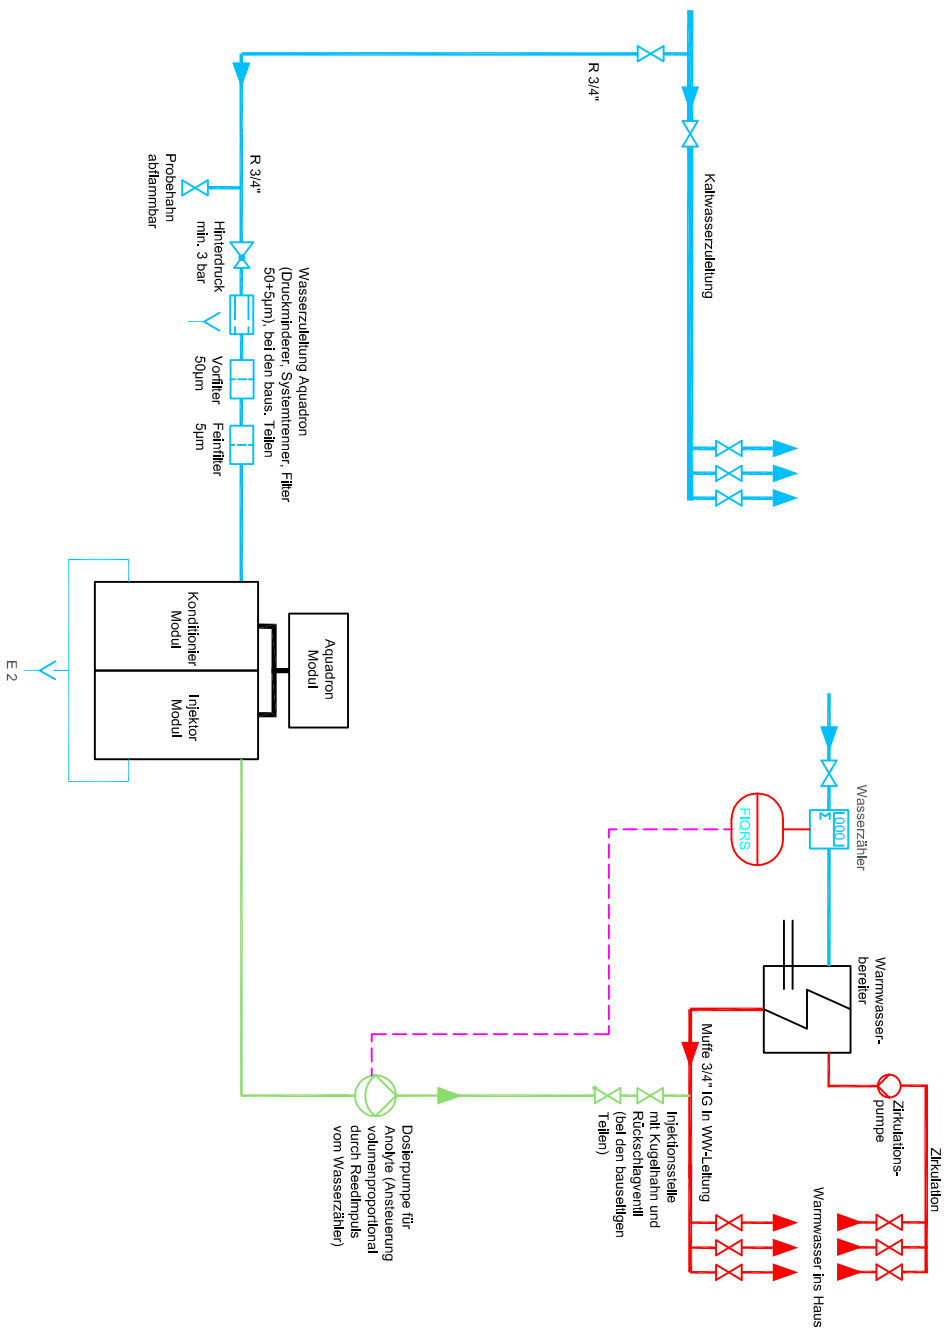 Kaltwasserzuleitung
R 3/4"
R 3/4"
Probehahn
abflammbar
Hinterdruck
min. 3 bar
Wasserzuleitung Aquadron
(Druckminderer, Systemtrenner, Filter
50+5µm), bei den baus. Teilen
Vorfilter
50µm
Feinfilter
5µm
Aquadron
Modul
Konditionier
Modul
Injektor
Modul
E 2
Wasserzähler
Σ
000
FIQRS
Warmwasser-
bereiter
Zirkulations-
pumpe
Zirkulation
Warmwasser ins Haus
Muffe 3/4" IG in WW-Leitung
Injektionsstelle
mit Kugelhahn und
Rückschlagventil
(bei den bauseitigen
Teilen)
Dosierpumpe für
Anolyte (Ansteuerung
volumenproportional
durch Reedimpuls
vom Wasserzähler)